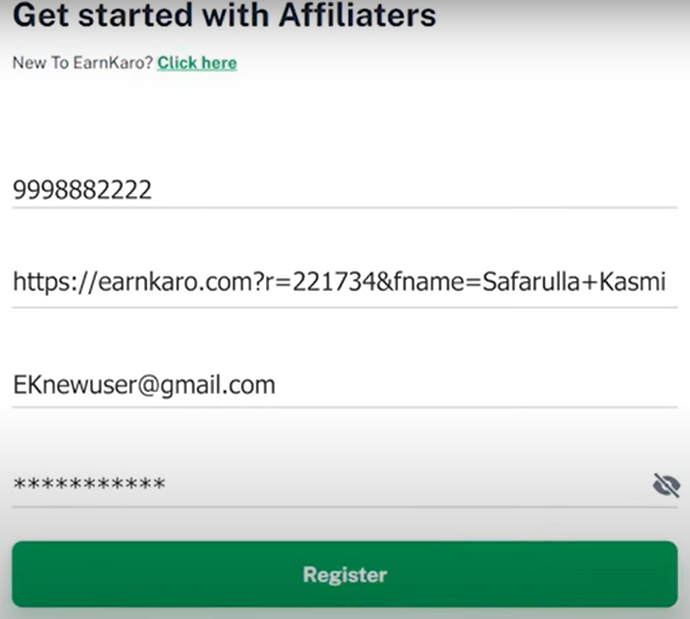 Get started with Affiliaters
New To EarnKaro? Click here
9998882222
https://earnkaro.com?r=221734&fname=Safarulla+Kasmi
EKnewuser@gmail.com
***********
Register